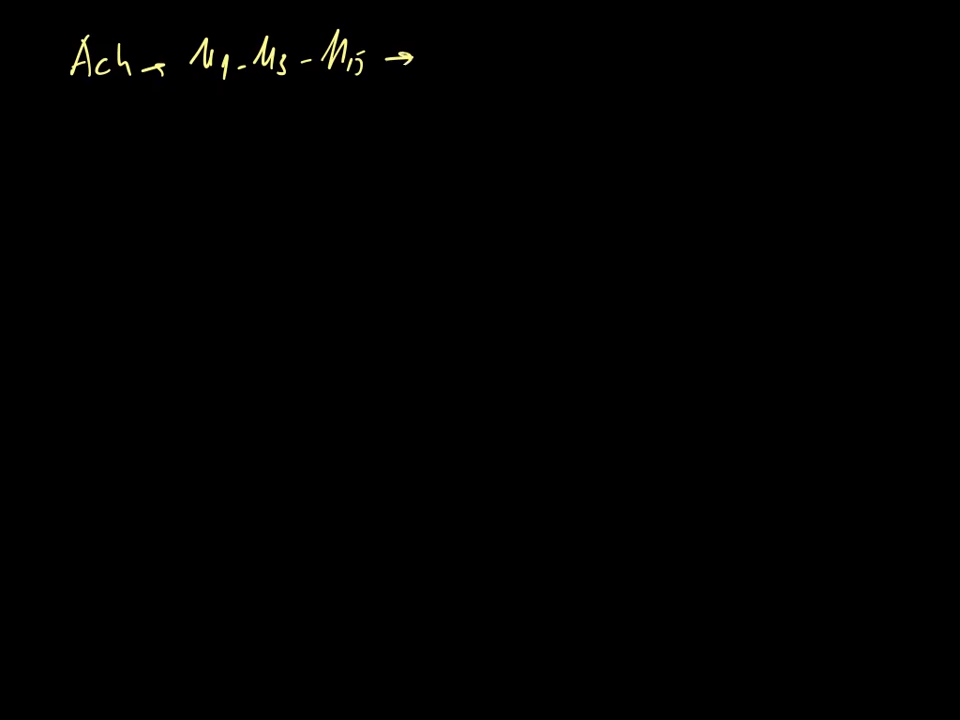 Ach → M1 - M3 - M5 →